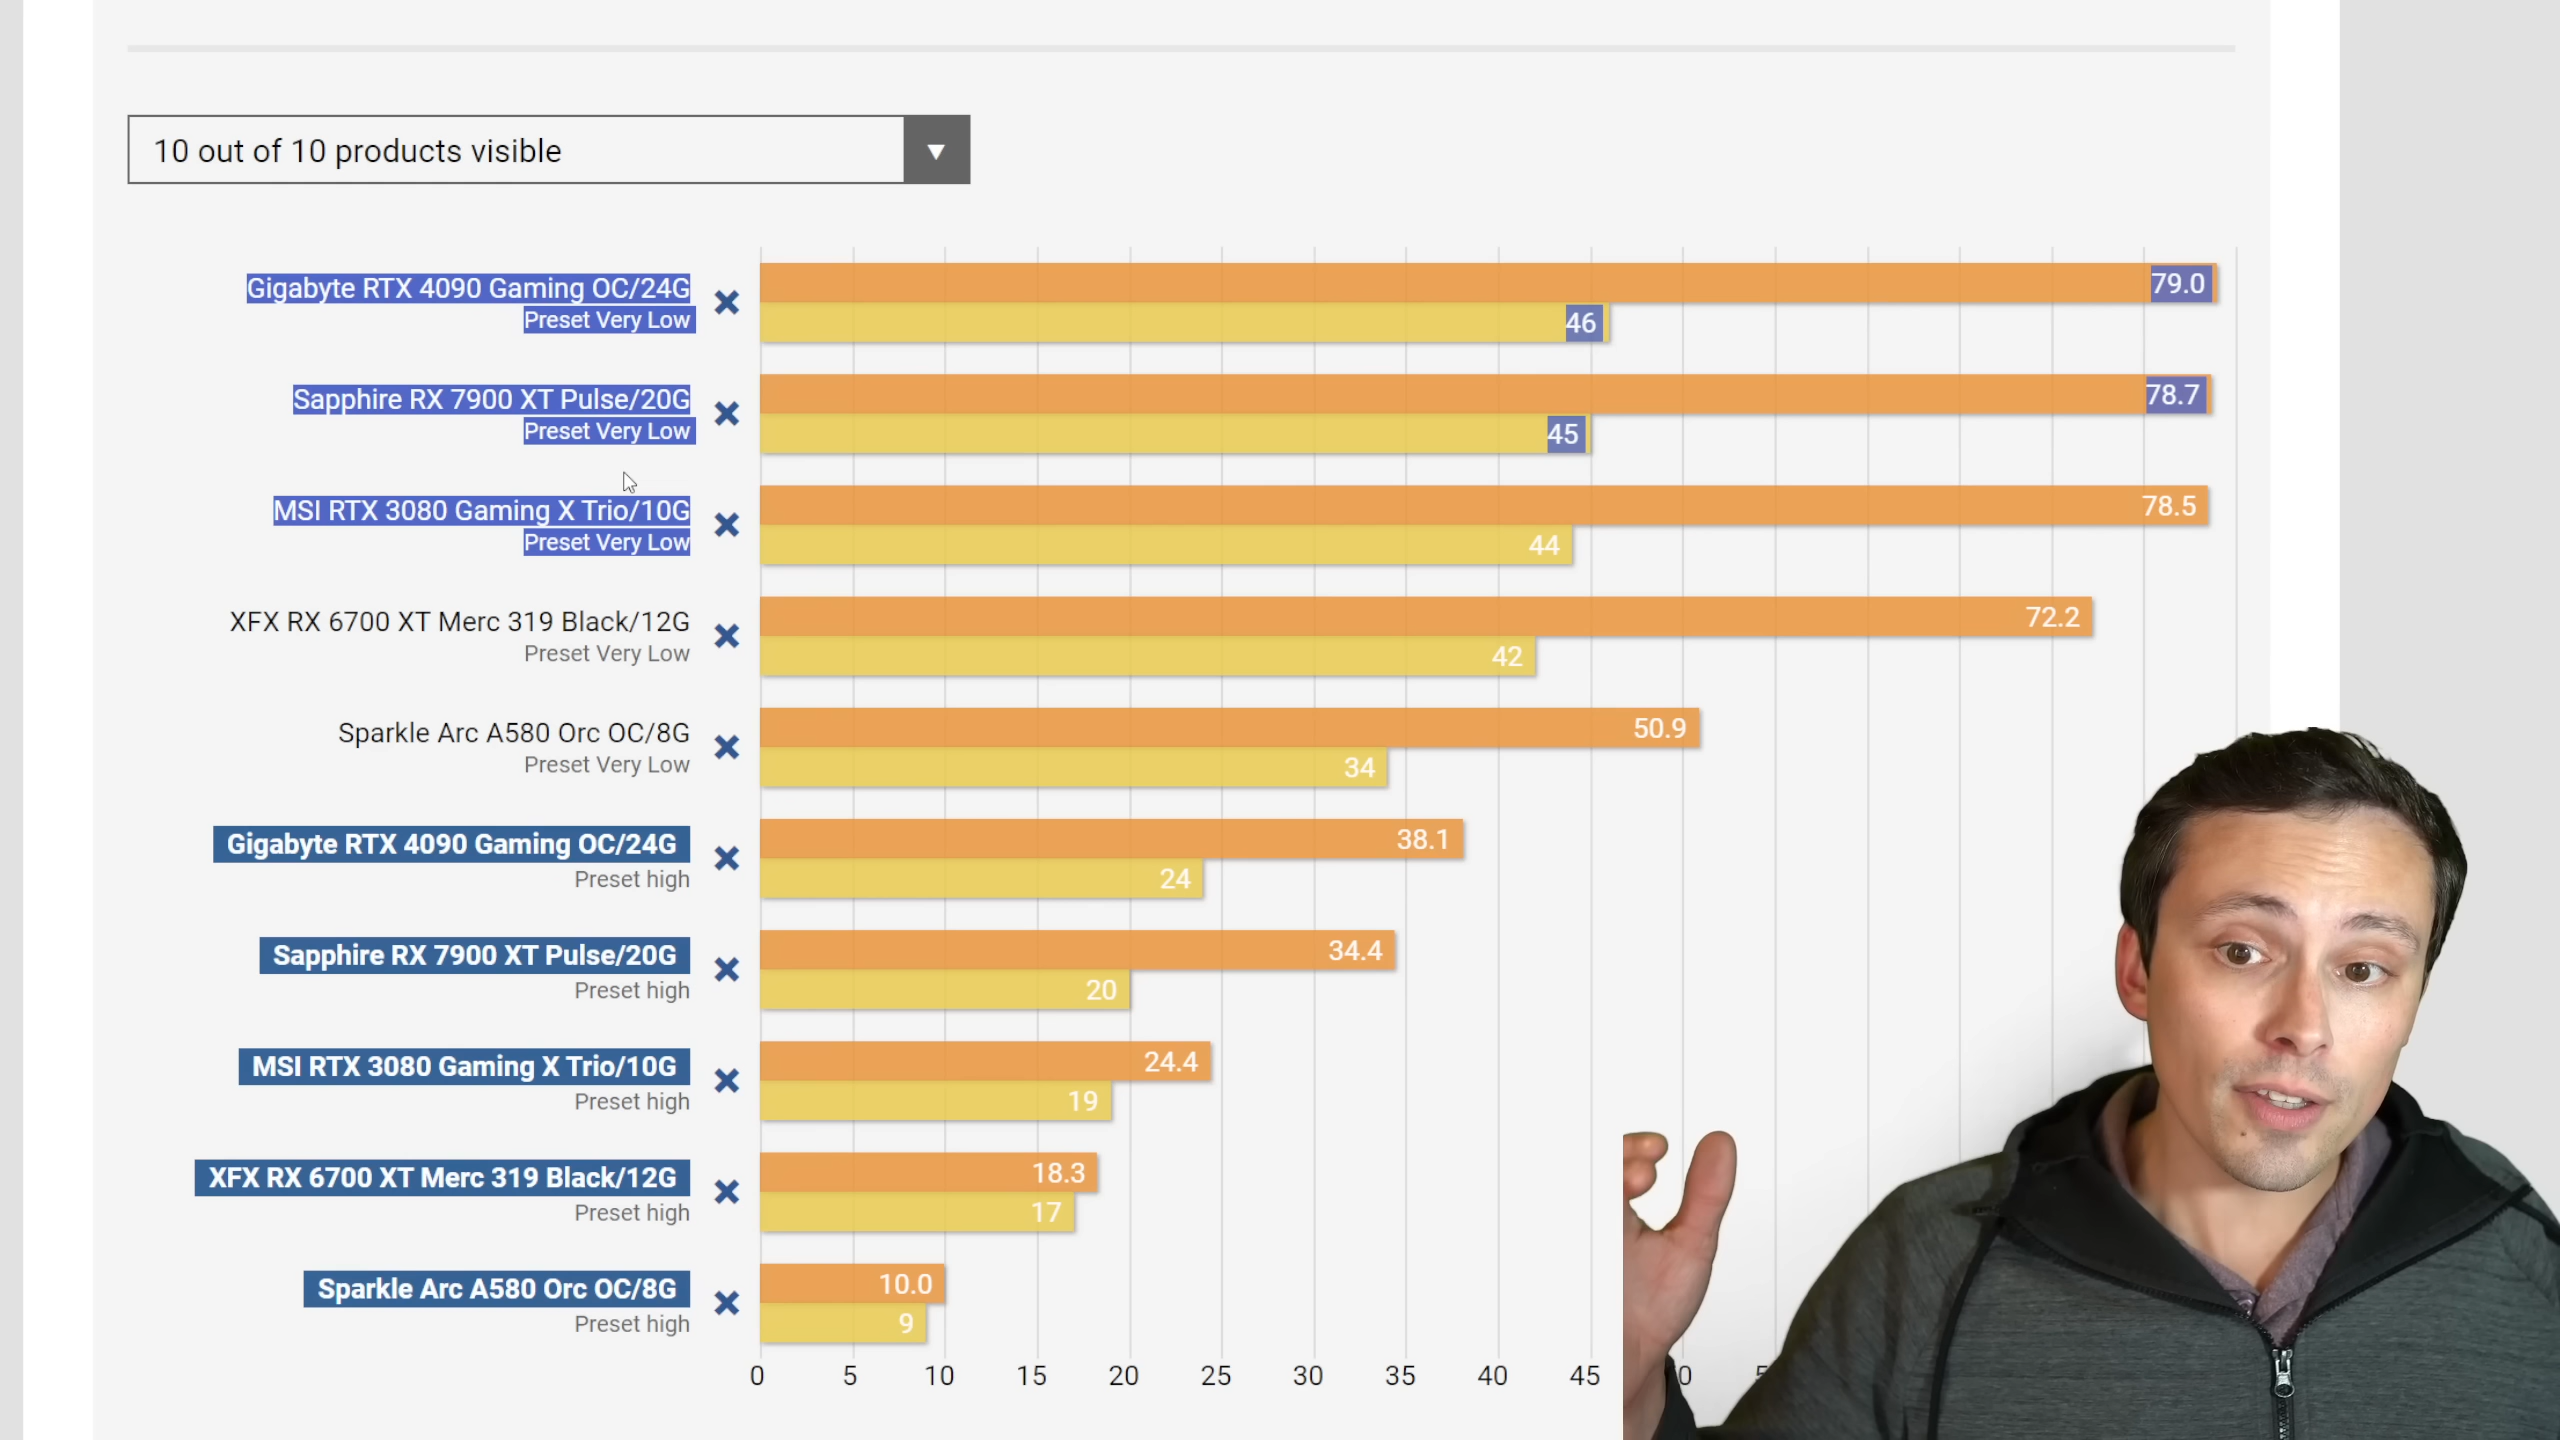 10 out of 10 products visible
Gigabyte RTX 4090 Gaming OC/24G
Preset Very Low
79.0
46
Sapphire RX 7900 XT Pulse/20G
Preset Very Low
78.7
45
MSI RTX 3080 Gaming X Trio/10G
Preset Very Low
78.5
44
XFX RX 6700 XT Merc 319 Black/12G
Preset Very Low
72.2
42
Sparkle Arc A580 Orc OC/8G
Preset Very Low
50.9
34
Gigabyte RTX 4090 Gaming OC/24G
Preset high
38.1
24
Sapphire RX 7900 XT Pulse/20G
Preset high
34.4
20
MSI RTX 3080 Gaming X Trio/10G
Preset high
24.4
19
XFX RX 6700 XT Merc 319 Black/12G
Preset high
18.3
17
Sparkle Arc A580 Orc OC/8G
Preset high
10.0
9
0 5 10 15 20 25 30 35 40 45